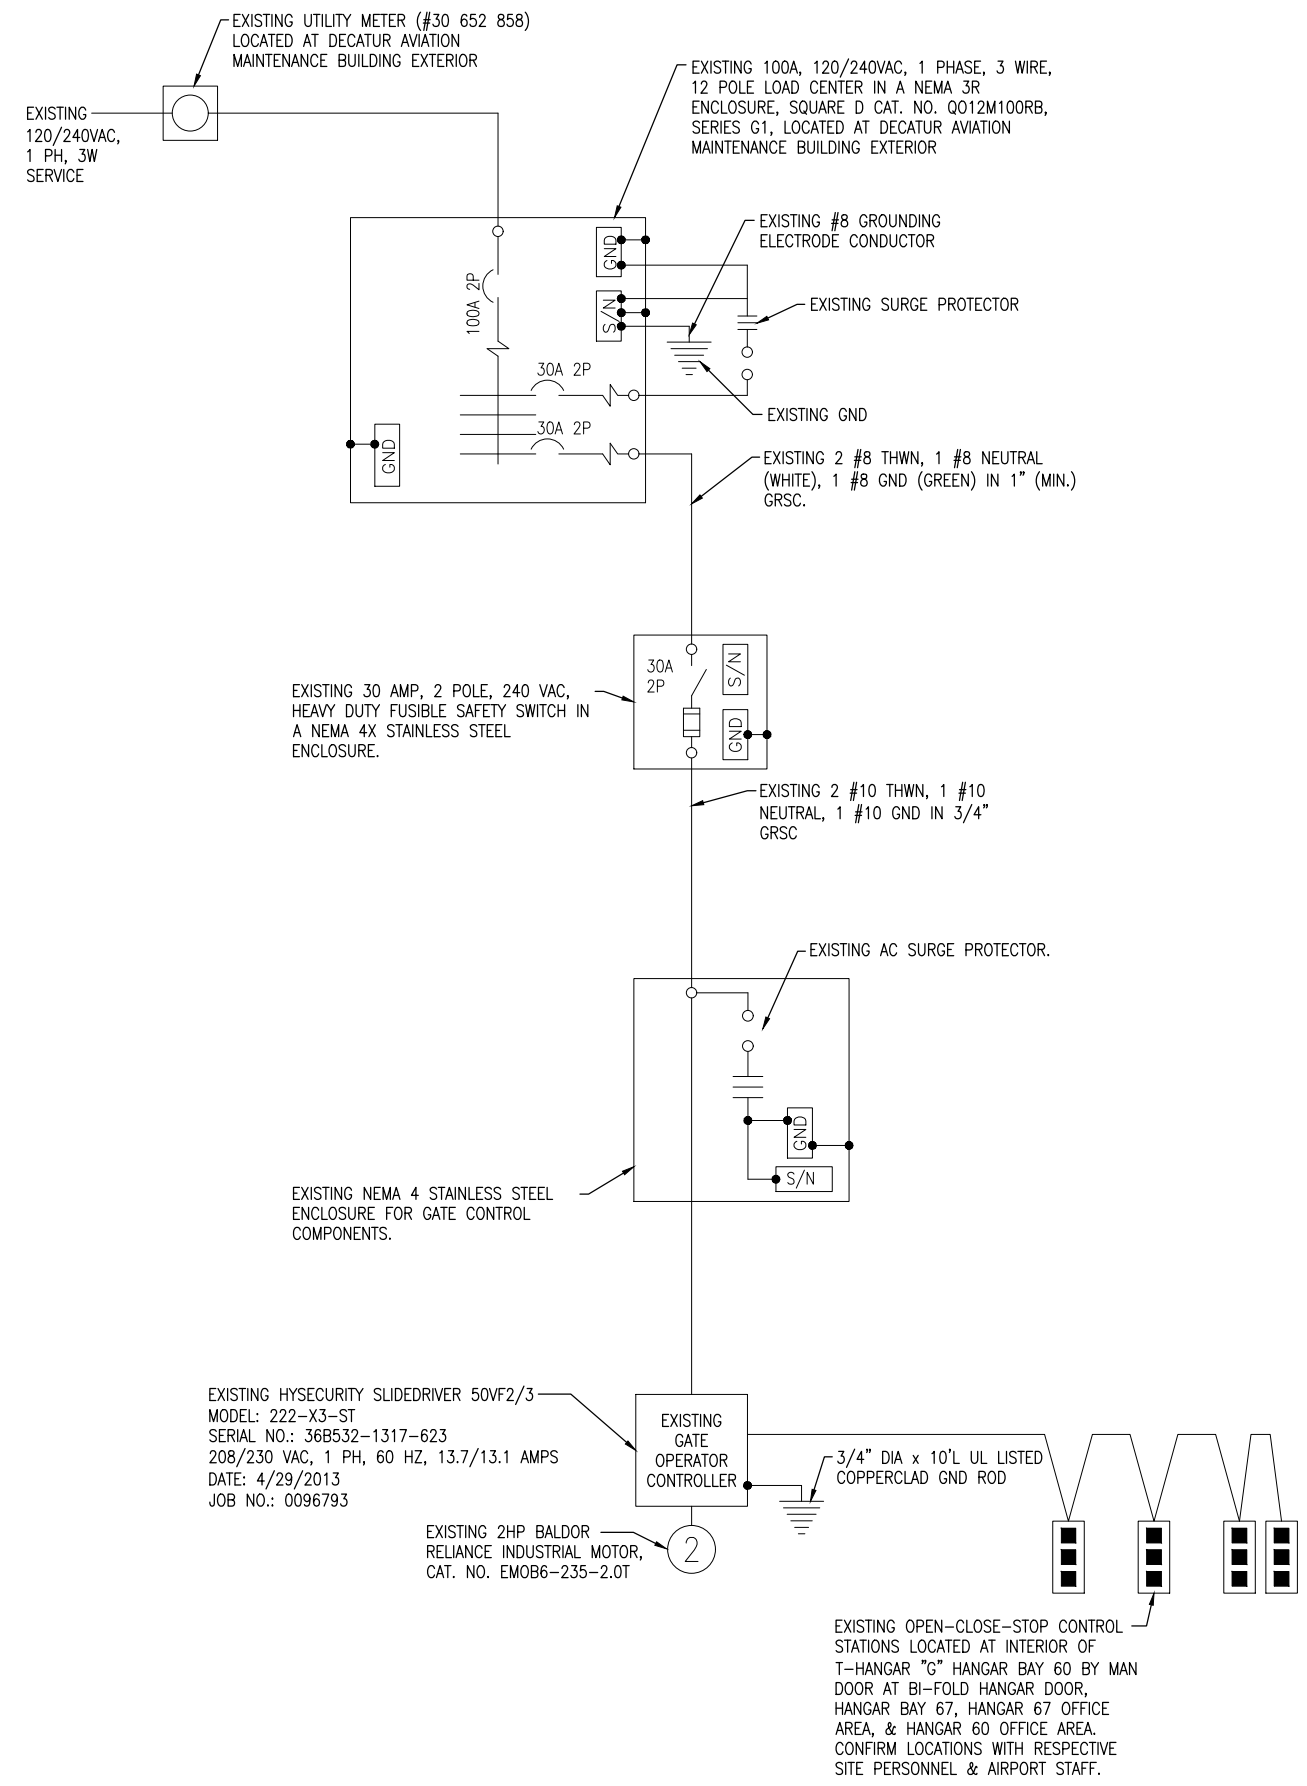 EXISTING UTILITY METER (#30 652 858)
LOCATED AT DECATUR AVIATION
MAINTENANCE BUILDING EXTERIOR
EXISTING
120/240VAC,
1 PH, 3W
SERVICE
EXISTING 100A, 120/240VAC, 1 PHASE, 3 WIRE,
12 POLE LOAD CENTER IN A NEMA 3R
ENCLOSURE, SQUARE D CAT. NO. QO12M100RB,
SERIES G1, LOCATED AT DECATUR AVIATION
MAINTENANCE BUILDING EXTERIOR
EXISTING #8 GROUNDING
ELECTRODE CONDUCTOR
GND
100A 2P
S/N
EXISTING SURGE PROTECTOR
30A 2P
EXISTING GND
30A 2P
GND
EXISTING 2 #8 THWN, 1 #8 NEUTRAL
(WHITE), 1 #8 GND (GREEN) IN 1" (MIN.)
GRSC.
30A
2P
S/N
GND
EXISTING 30 AMP, 2 POLE, 240 VAC,
HEAVY DUTY FUSIBLE SAFETY SWITCH IN
A NEMA 4X STAINLESS STEEL
ENCLOSURE.
EXISTING 2 #10 THWN, 1 #10
NEUTRAL, 1 #10 GND IN 3/4"
GRSC
EXISTING AC SURGE PROTECTOR.
GND
S/N
EXISTING NEMA 4 STAINLESS STEEL
ENCLOSURE FOR GATE CONTROL
COMPONENTS.
EXISTING HYSECURITY SLIDEDRIVER 50VF2/3
MODEL: 222-X3-ST
SERIAL NO.: 36B532-1317-623
208/230 VAC, 1 PH, 60 HZ, 13.7/13.1 AMPS
DATE: 4/29/2013
JOB NO.: 0096793
EXISTING
GATE
OPERATOR
CONTROLLER
3/4" DIA x 10'L UL LISTED
COPPERCLAD GND ROD
EXISTING 2HP BALDOR
RELIANCE INDUSTRIAL MOTOR,
CAT. NO. EMOB6-235-2.0T
2
EXISTING OPEN-CLOSE-STOP CONTROL
STATIONS LOCATED AT INTERIOR OF
T-HANGAR "G" HANGAR BAY 60 BY MAN
DOOR AT BI-FOLD HANGAR DOOR,
HANGAR BAY 67, HANGAR 67 OFFICE
AREA, & HANGAR 60 OFFICE AREA.
CONFIRM LOCATIONS WITH RESPECTIVE
SITE PERSONNEL & AIRPORT STAFF.